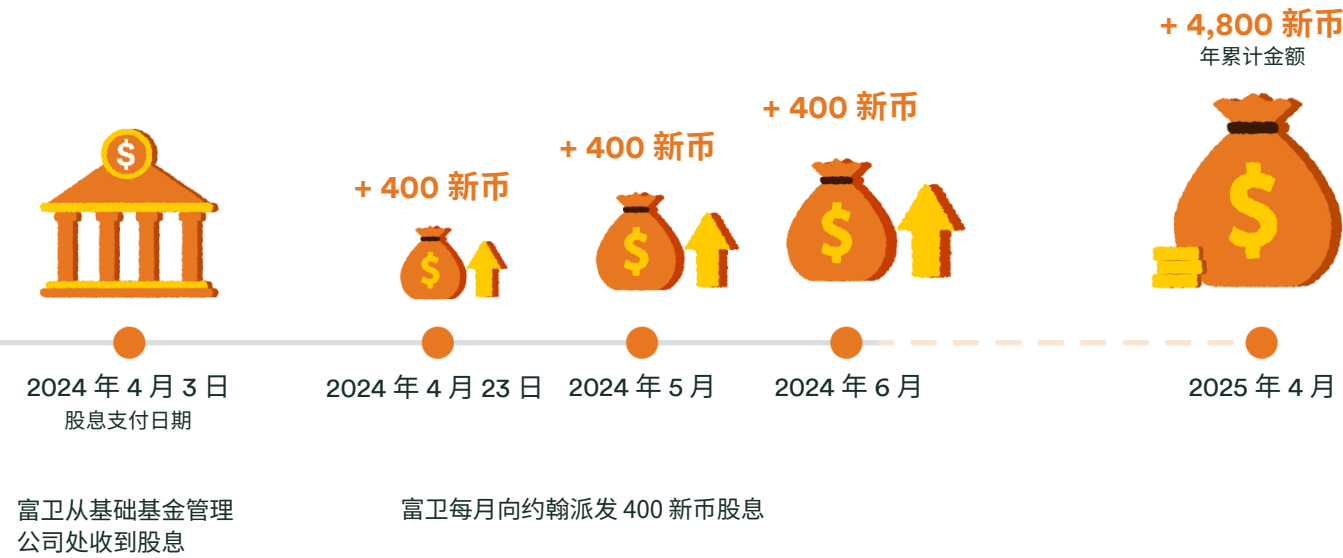 + 4,800 新币
年累计金额
+ 400 新币
+ 400 新币
+ 400 新币
$
$
$
$
$
2024 年 4 月 3 日
股息支付日期
2024 年 4 月 23 日
2024 年 5 月
2024 年 6 月
2025 年 4 月
富卫从基础基金管理
公司处收到股息
富卫每月向约翰派发 400 新币股息